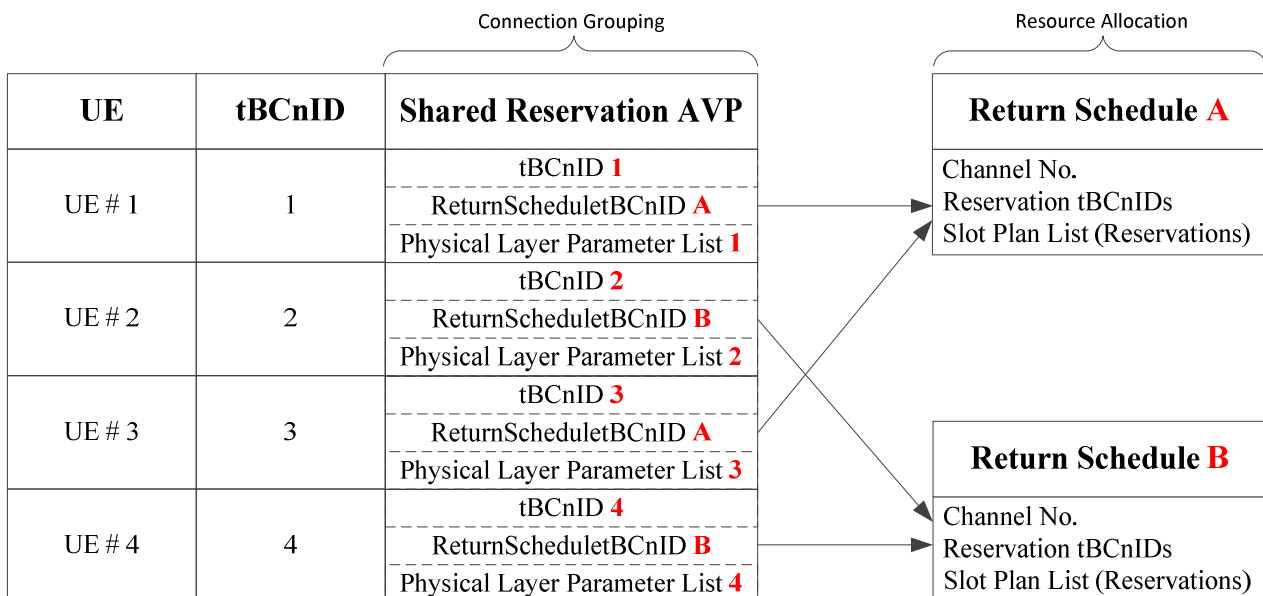 Connection Grouping
Resource Allocation
UE
tBCnID
Shared Reservation AVP
UE # 1
1
tBCnID 1
ReturnScheduletBCnID A
Physical Layer Parameter List 1
UE # 2
2
tBCnID 2
ReturnScheduletBCnID B
Physical Layer Parameter List 2
UE # 3
3
tBCnID 3
ReturnScheduletBCnID A
Physical Layer Parameter List 3
UE # 4
4
tBCnID 4
ReturnScheduletBCnID B
Physical Layer Parameter List 4
Return Schedule A
Channel No.
Reservation tBCnIDs
Slot Plan List (Reservations)
Return Schedule B
Channel No.
Reservation tBCnIDs
Slot Plan List (Reservations)